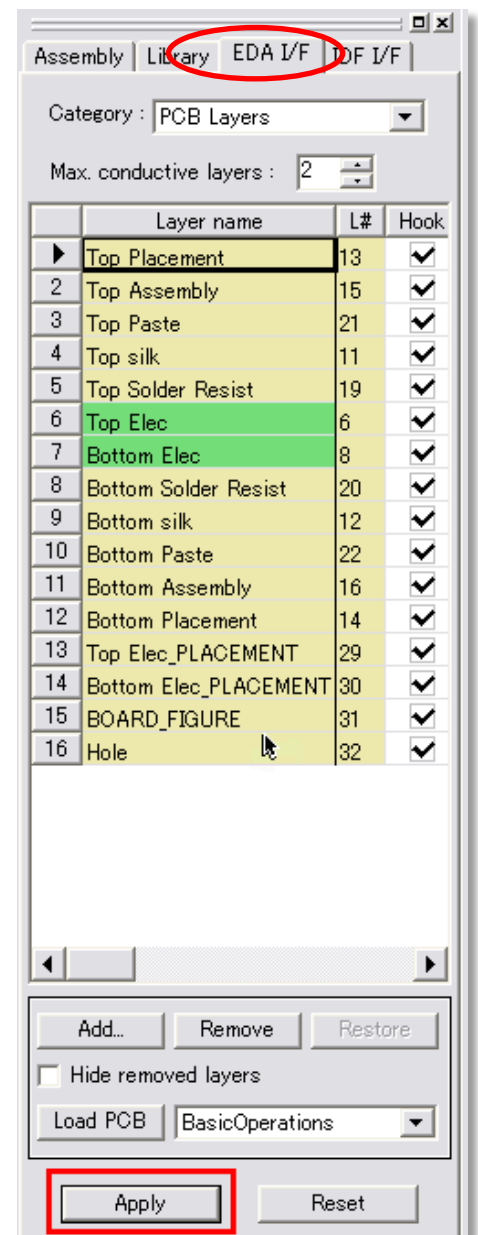 Assembly Library EDA I/F IDF I/F
Category : PCB Layers
Max. conductive layers : 2
Layer name L# Hook
Top Placement 13
2 Top Assembly 15
3 Top Paste 21
4 Top silk 11
5 Top Solder Resist 19
6 Top Elec 6
7 Bottom Elec 8
8 Bottom Solder Resist 20
9 Bottom silk 12
10 Bottom Paste 22
11 Bottom Assembly 16
12 Bottom Placement 14
13 Top Elec_PLACEMENT 29
14 Bottom Elec_PLACEMENT 30
15 BOARD_FIGURE 31
16 Hole 32
Add... Remove Restore
Hide removed layers
Load PCB BasicOperations
Apply Reset